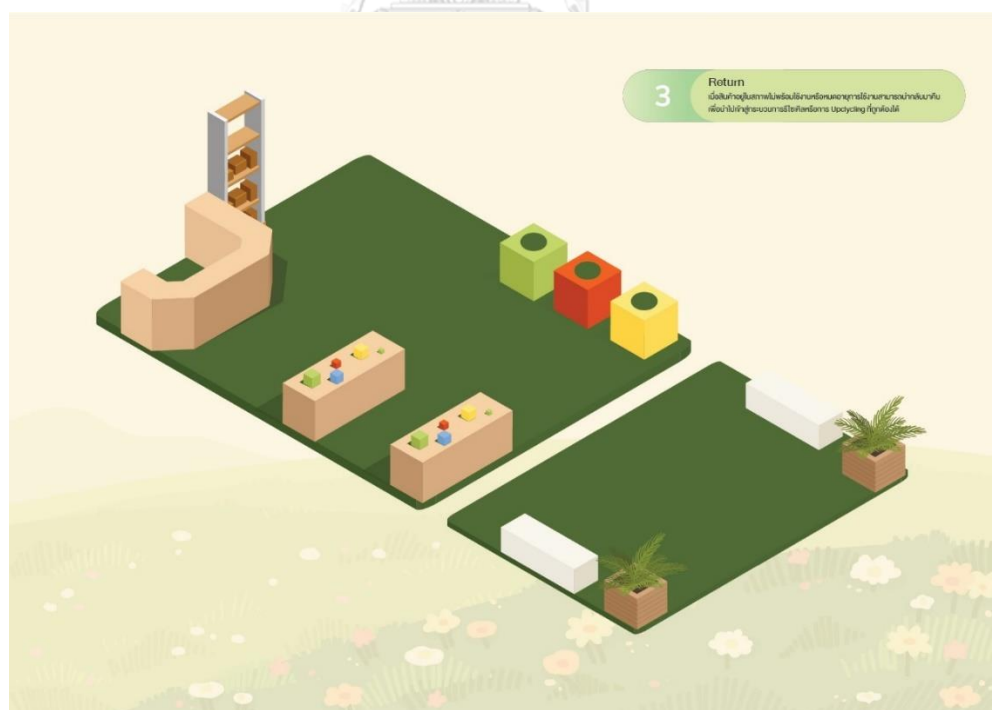 3
Return
เมื่อสินค้าอยู่ในสภาพไม่พร้อมใช้งานหรือหมดอายุการใช้งานสามารถนำกลับมาคืน
เพื่อนำไปเข้าสู่กระบวนการรีไซเคิลหรือการ Upcycling ที่ถูกต้องได้